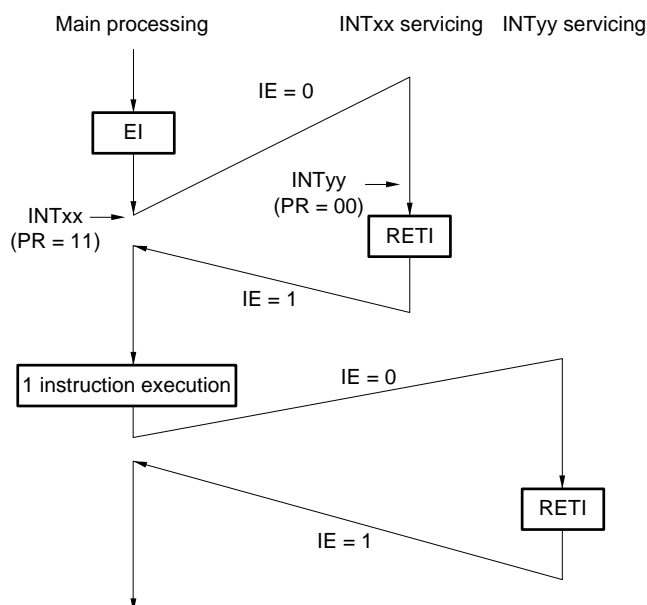 Main processing
INTxx servicing
INTyy servicing
IE = 0
EI
INTyy
(PR = 00)
INTxx
(PR = 11)
RETI
IE = 1
1 instruction execution
IE = 0
RETI
IE = 1